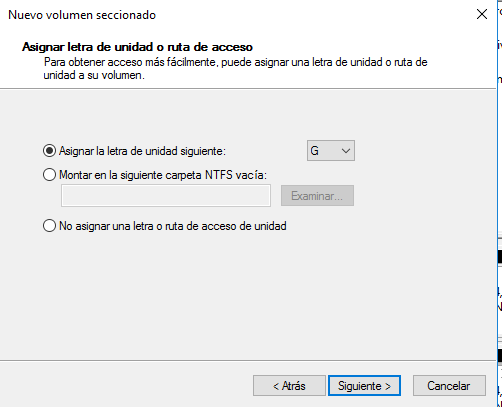 Nuevo volumen seccionado
Asignar letra de unidad o ruta de acceso
Para obtener acceso más fácilmente, puede asignar una letra de unidad o ruta de
unidad a su volumen.
Asignar la letra de unidad siguiente:
G
Montar en la siguiente carpeta NTFS vacía:
Examinar...
No asignar una letra o ruta de acceso de unidad
< Atrás
Siguiente >
Cancelar